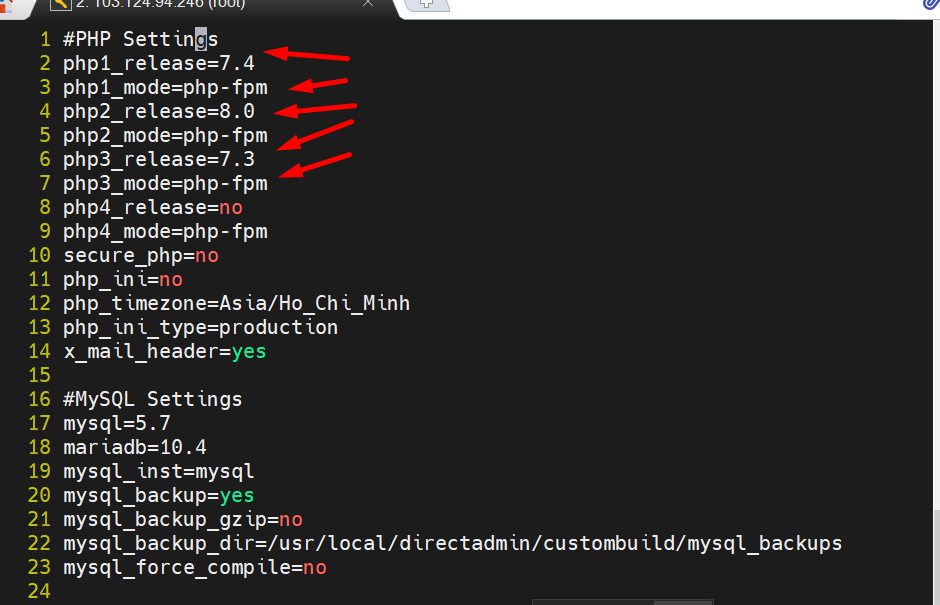 2. 103.124.94.246 (root)
1 #PHP Settings
2 php1_release=7.4
3 php1_mode=php-fpm
4 php2_release=8.0
5 php2_mode=php-fpm
6 php3_release=7.3
7 php3_mode=php-fpm
8 php4_release=no
9 php4_mode=php-fpm
10 secure_php=no
11 php_ini=no
12 php_timezone=Asia/Ho_Chi_Minh
13 php_ini_type=production
14 x_mail_header=yes
15
16 #MySQL Settings
17 mysql=5.7
18 mariadb=10.4
19 mysql_inst=mysql
20 mysql_backup=yes
21 mysql_backup_gzip=no
22 mysql_backup_dir=/usr/local/directadmin/custombuild/mysql_backups
23 mysql_force_compile=no
24